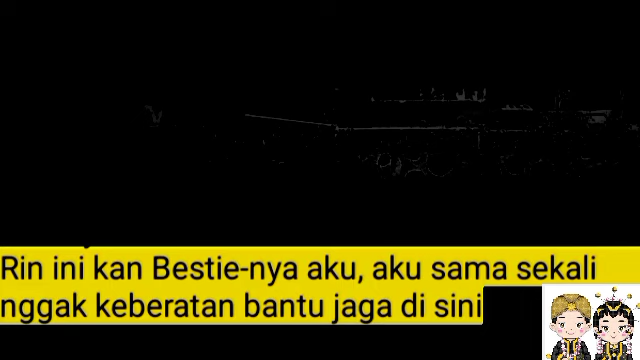 Rin ini kan Bestie-nya aku, aku sama sekali
nggak keberatan bantu jaga di sini